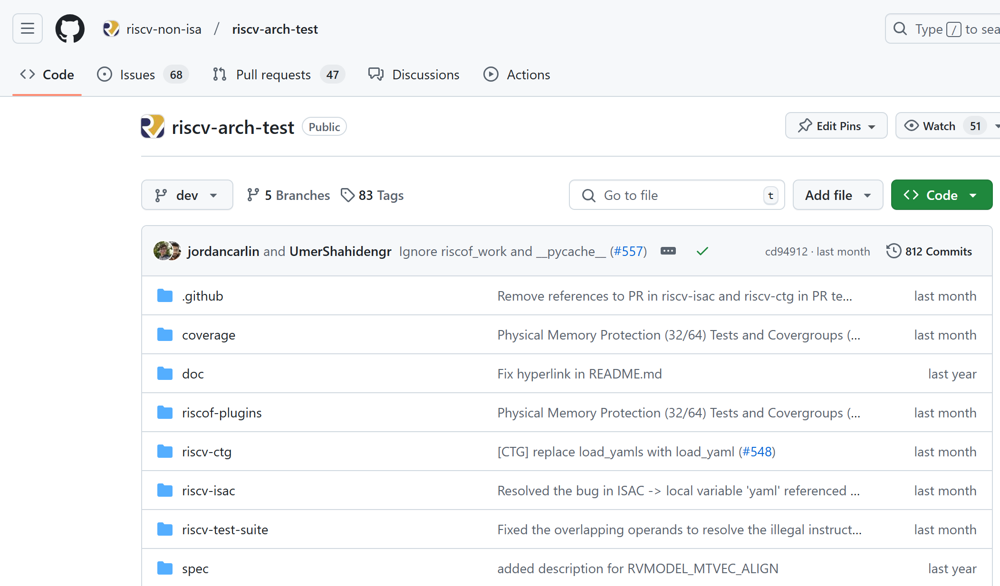 riscv-non-isa / riscv-arch-test
Type / to sea
Code Issues 68 Pull requests 47 Discussions Actions
riscv-arch-test Public
Edit Pins Watch 51
dev 5 Branches 83 Tags Go to file t Add file <> Code
jordancarlin and UmerShahidengr Ignore riscof_work and __pycache__ (#557) ... cd94912 · last month 812 Commits
.github Remove references to PR in riscv-isac and riscv-ctg in PR te... last month
coverage Physical Memory Protection (32/64) Tests and Covergroups (... last month
doc Fix hyperlink in README.md last year
riscof-plugins Physical Memory Protection (32/64) Tests and Covergroups (... last month
riscv-ctg [CTG] replace load_yamls with load_yaml (#548) last month
riscv-isac Resolved the bug in ISAC -> local variable 'yaml' referenced ... last month
riscv-test-suite Fixed the overlapping operands to resolve the illegal instruct... last month
spec added description for RVMODEL_MTVEC_ALIGN last year